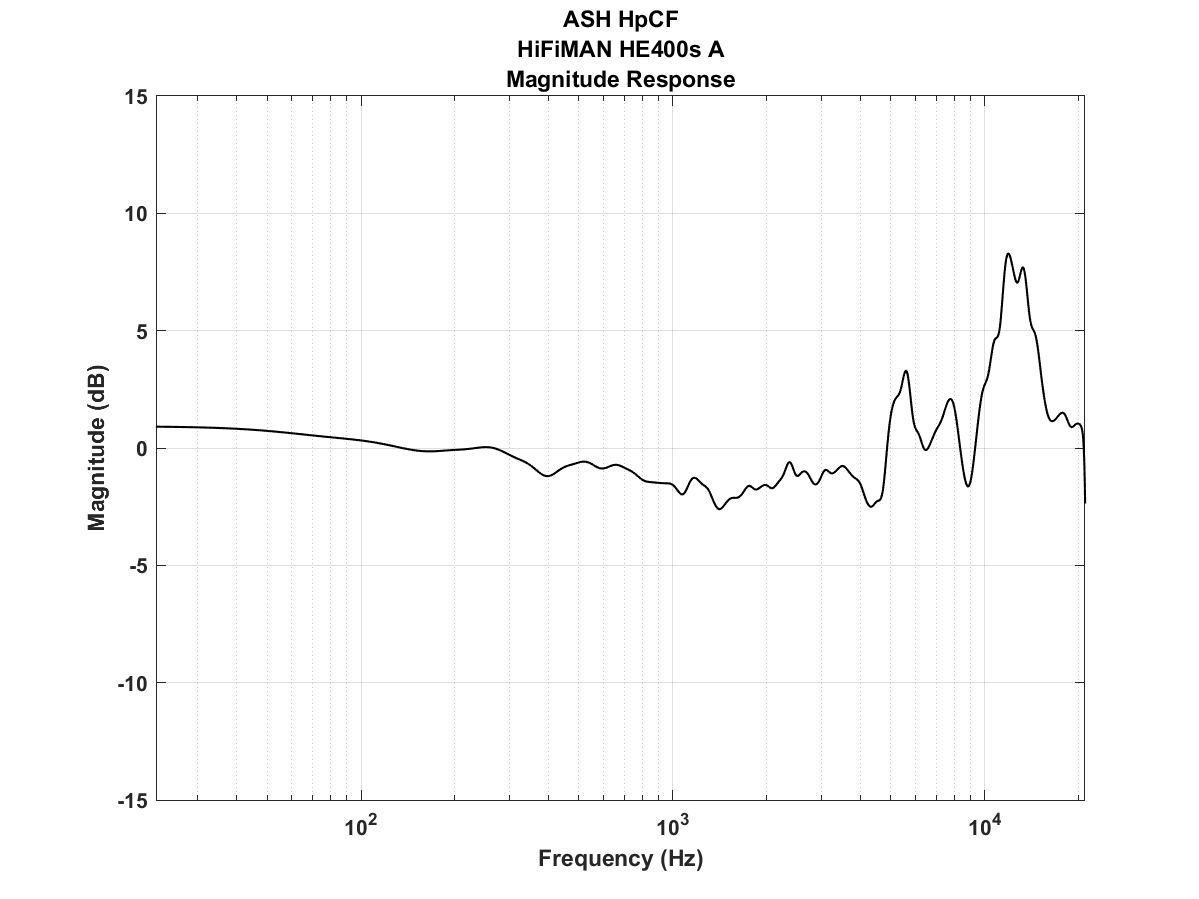 ASH HpCF
HiFiMAN HE400s A
Magnitude Response
15
10
5
0
-5
-10
-15
Magnitude (dB)
10² 10³ 10⁴
Frequency (Hz)